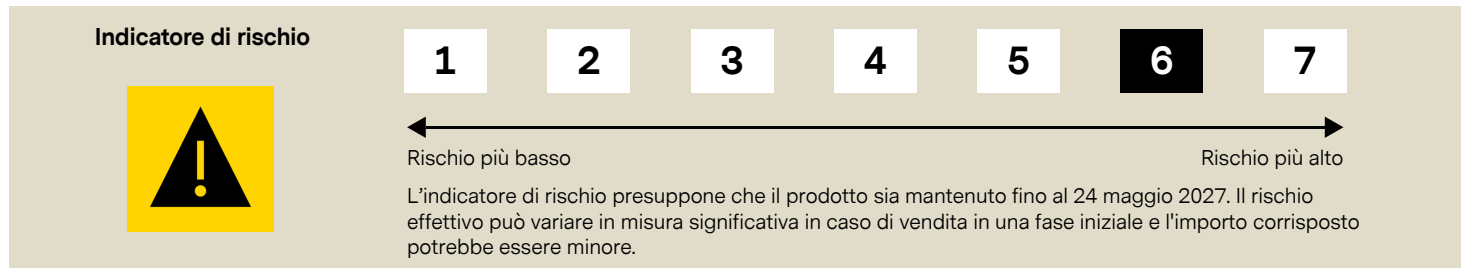 Indicatore di rischio
1 2 3 4 5 6 7
!
Rischio più basso Rischio più alto
L’indicatore di rischio presuppone che il prodotto sia mantenuto fino al 24 maggio 2027. Il rischio
effettivo può variare in misura significativa in caso di vendita in una fase iniziale e l'importo corrisposto
potrebbe essere minore.